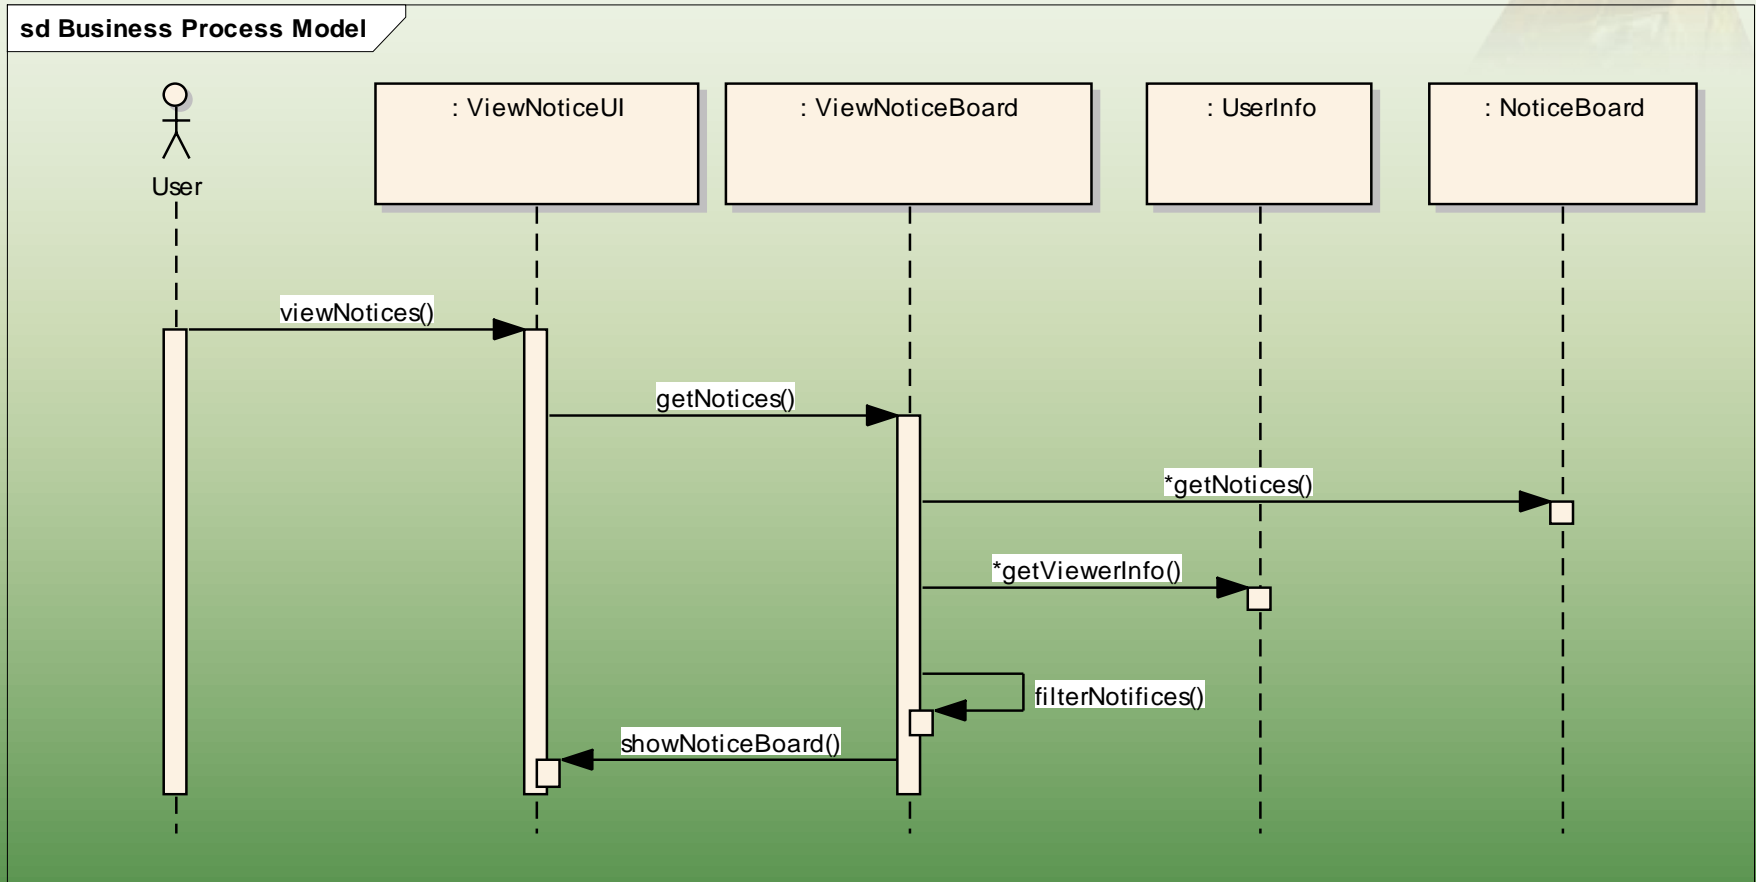 sd Business Process Model
: ViewNoticeUI
: ViewNoticeBoard
: UserInfo
: NoticeBoard
User
viewNotices()
getNotices()
*getNotices()
*getViewerInfo()
filterNotifices()
showNoticeBoard()